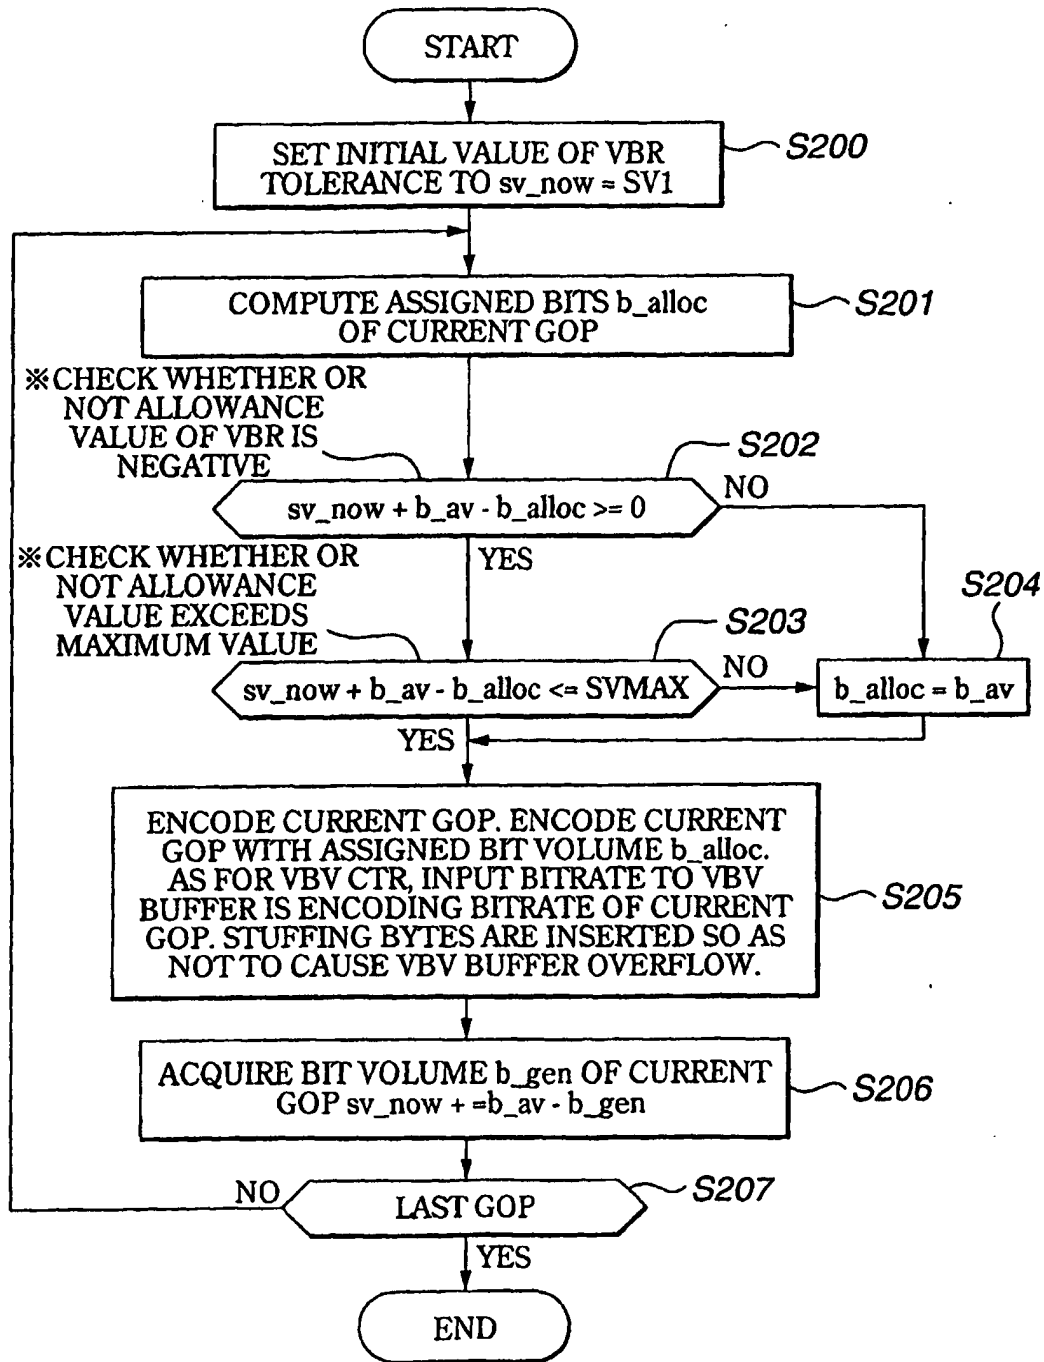 START
SET INITIAL VALUE OF VBR
TOLERANCE TO sv_now = SV1
S200
COMPUTE ASSIGNED BITS b_alloc
OF CURRENT GOP
S201
※CHECK WHETHER OR
NOT ALLOWANCE
VALUE OF VBR IS
NEGATIVE
S202
sv_now + b_av - b_alloc >= 0
NO
YES
※CHECK WHETHER OR
NOT ALLOWANCE
VALUE EXCEEDS
MAXIMUM VALUE
S203
sv_now + b_av - b_alloc <= SVMAX
NO
S204
b_alloc = b_av
YES
ENCODE CURRENT GOP. ENCODE CURRENT
GOP WITH ASSIGNED BIT VOLUME b_alloc.
AS FOR VBV CTR, INPUT BITRATE TO VBV
BUFFER IS ENCODING BITRATE OF CURRENT
GOP. STUFFING BYTES ARE INSERTED SO AS
NOT TO CAUSE VBV BUFFER OVERFLOW.
S205
ACQUIRE BIT VOLUME b_gen OF CURRENT
GOP sv_now + =b_av - b_gen
S206
NO
LAST GOP
S207
YES
END